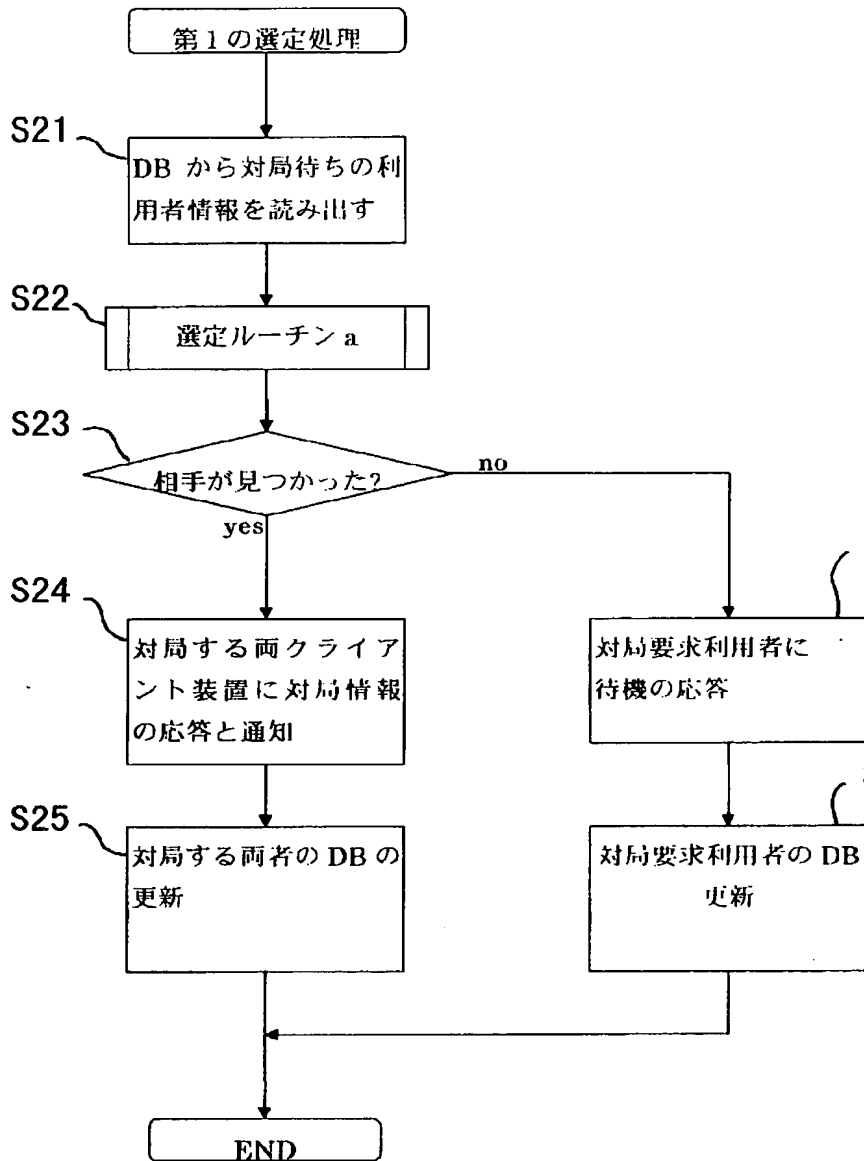 第1の選定処理
S21
DB から対局待ちの利
用者情報を読み出す
S22
選定ルーチン a
S23
相手が見つかった?
no
yes
S24
対局する両クライア
ント装置に対局情報
の応答と通知
対局要求利用者に
待機の応答
S25
対局する両者の DB の
更新
対局要求利用者の DB
更新
END